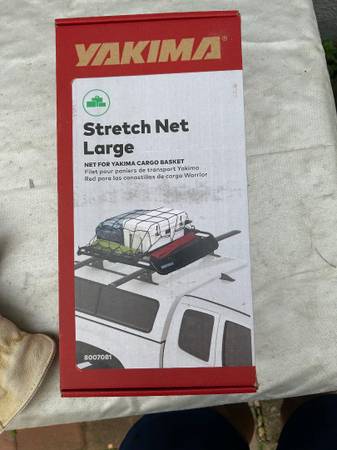 YAKIMA®
Stretch Net
Large
NET FOR YAKIMA CARGO BASKET
Filet pour paniers de transport Yakima
Red para las canastillas de carga Warrior
8007081